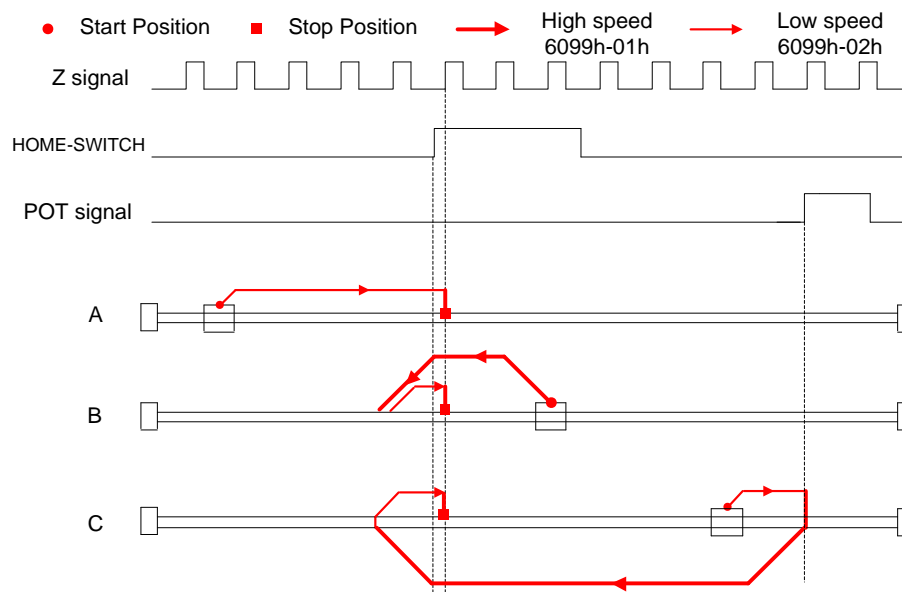 Start Position
Stop Position
High speed
6099h-01h
Low speed
6099h-02h
Z signal
HOME-SWITCH
POT signal
A
B
C